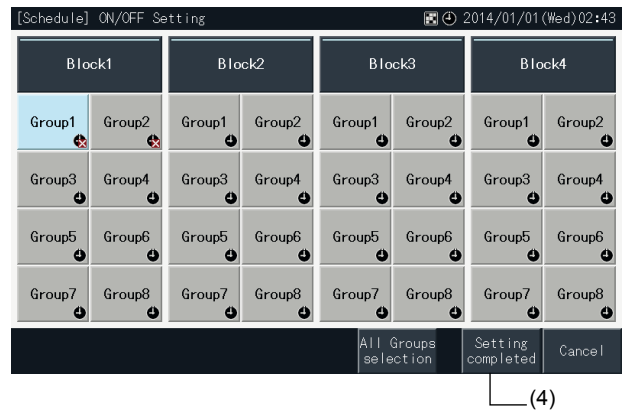 [Schedule] ON/OFF Setting 2014/01/01(Wed)02:43
Block1 Block2 Block3 Block4
Group1 Group2 Group1 Group2 Group1 Group2 Group1 Group2
Group3 Group4 Group3 Group4 Group3 Group4 Group3 Group4
Group5 Group6 Group5 Group6 Group5 Group6 Group5 Group6
Group7 Group8 Group7 Group8 Group7 Group8 Group7 Group8
All Groups
selection
Setting
completed
Cancel
(4)